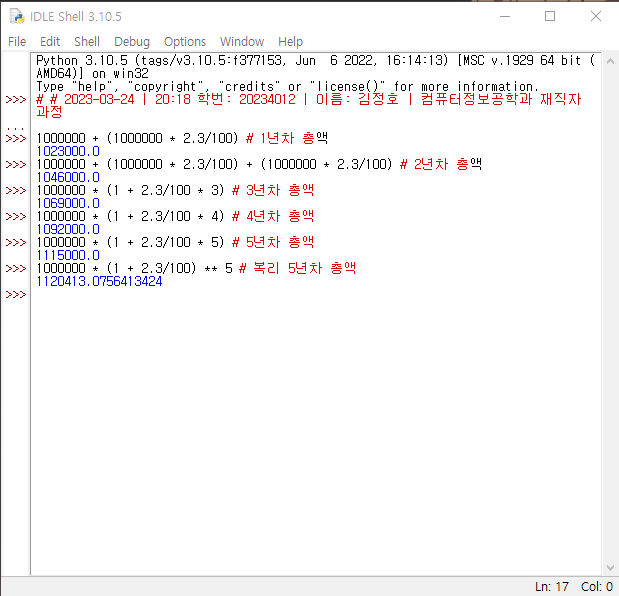 IDLE Shell 3.10.5
File Edit Shell Debug Options Window Help
Python 3.10.5 (tags/v3.10.5:f377153, Jun  6 2022, 16:14:13) [MSC v.1929 64 bit (
AMD64)] on win32
Type "help", "copyright", "credits" or "license()" for more information.
>>> # # 2023-03-24 | 20:18 학번: 20234012 | 이름: 김정호 | 컴퓨터정보공학과 재직자
과정
...
>>> 1000000 + (1000000 * 2.3/100) # 1년차 총액
1023000.0
>>> 1000000 + (1000000 * 2.3/100) + (1000000 * 2.3/100) # 2년차 총액
1046000.0
>>> 1000000 * (1 + 2.3/100 * 3) # 3년차 총액
1069000.0
>>> 1000000 * (1 + 2.3/100 * 4) # 4년차 총액
1092000.0
>>> 1000000 * (1 + 2.3/100 * 5) # 5년차 총액
1115000.0
>>> 1000000 * (1 + 2.3/100) ** 5 # 복리 5년차 총액
1120413.0756413424
>>>
Ln: 17 Col: 0